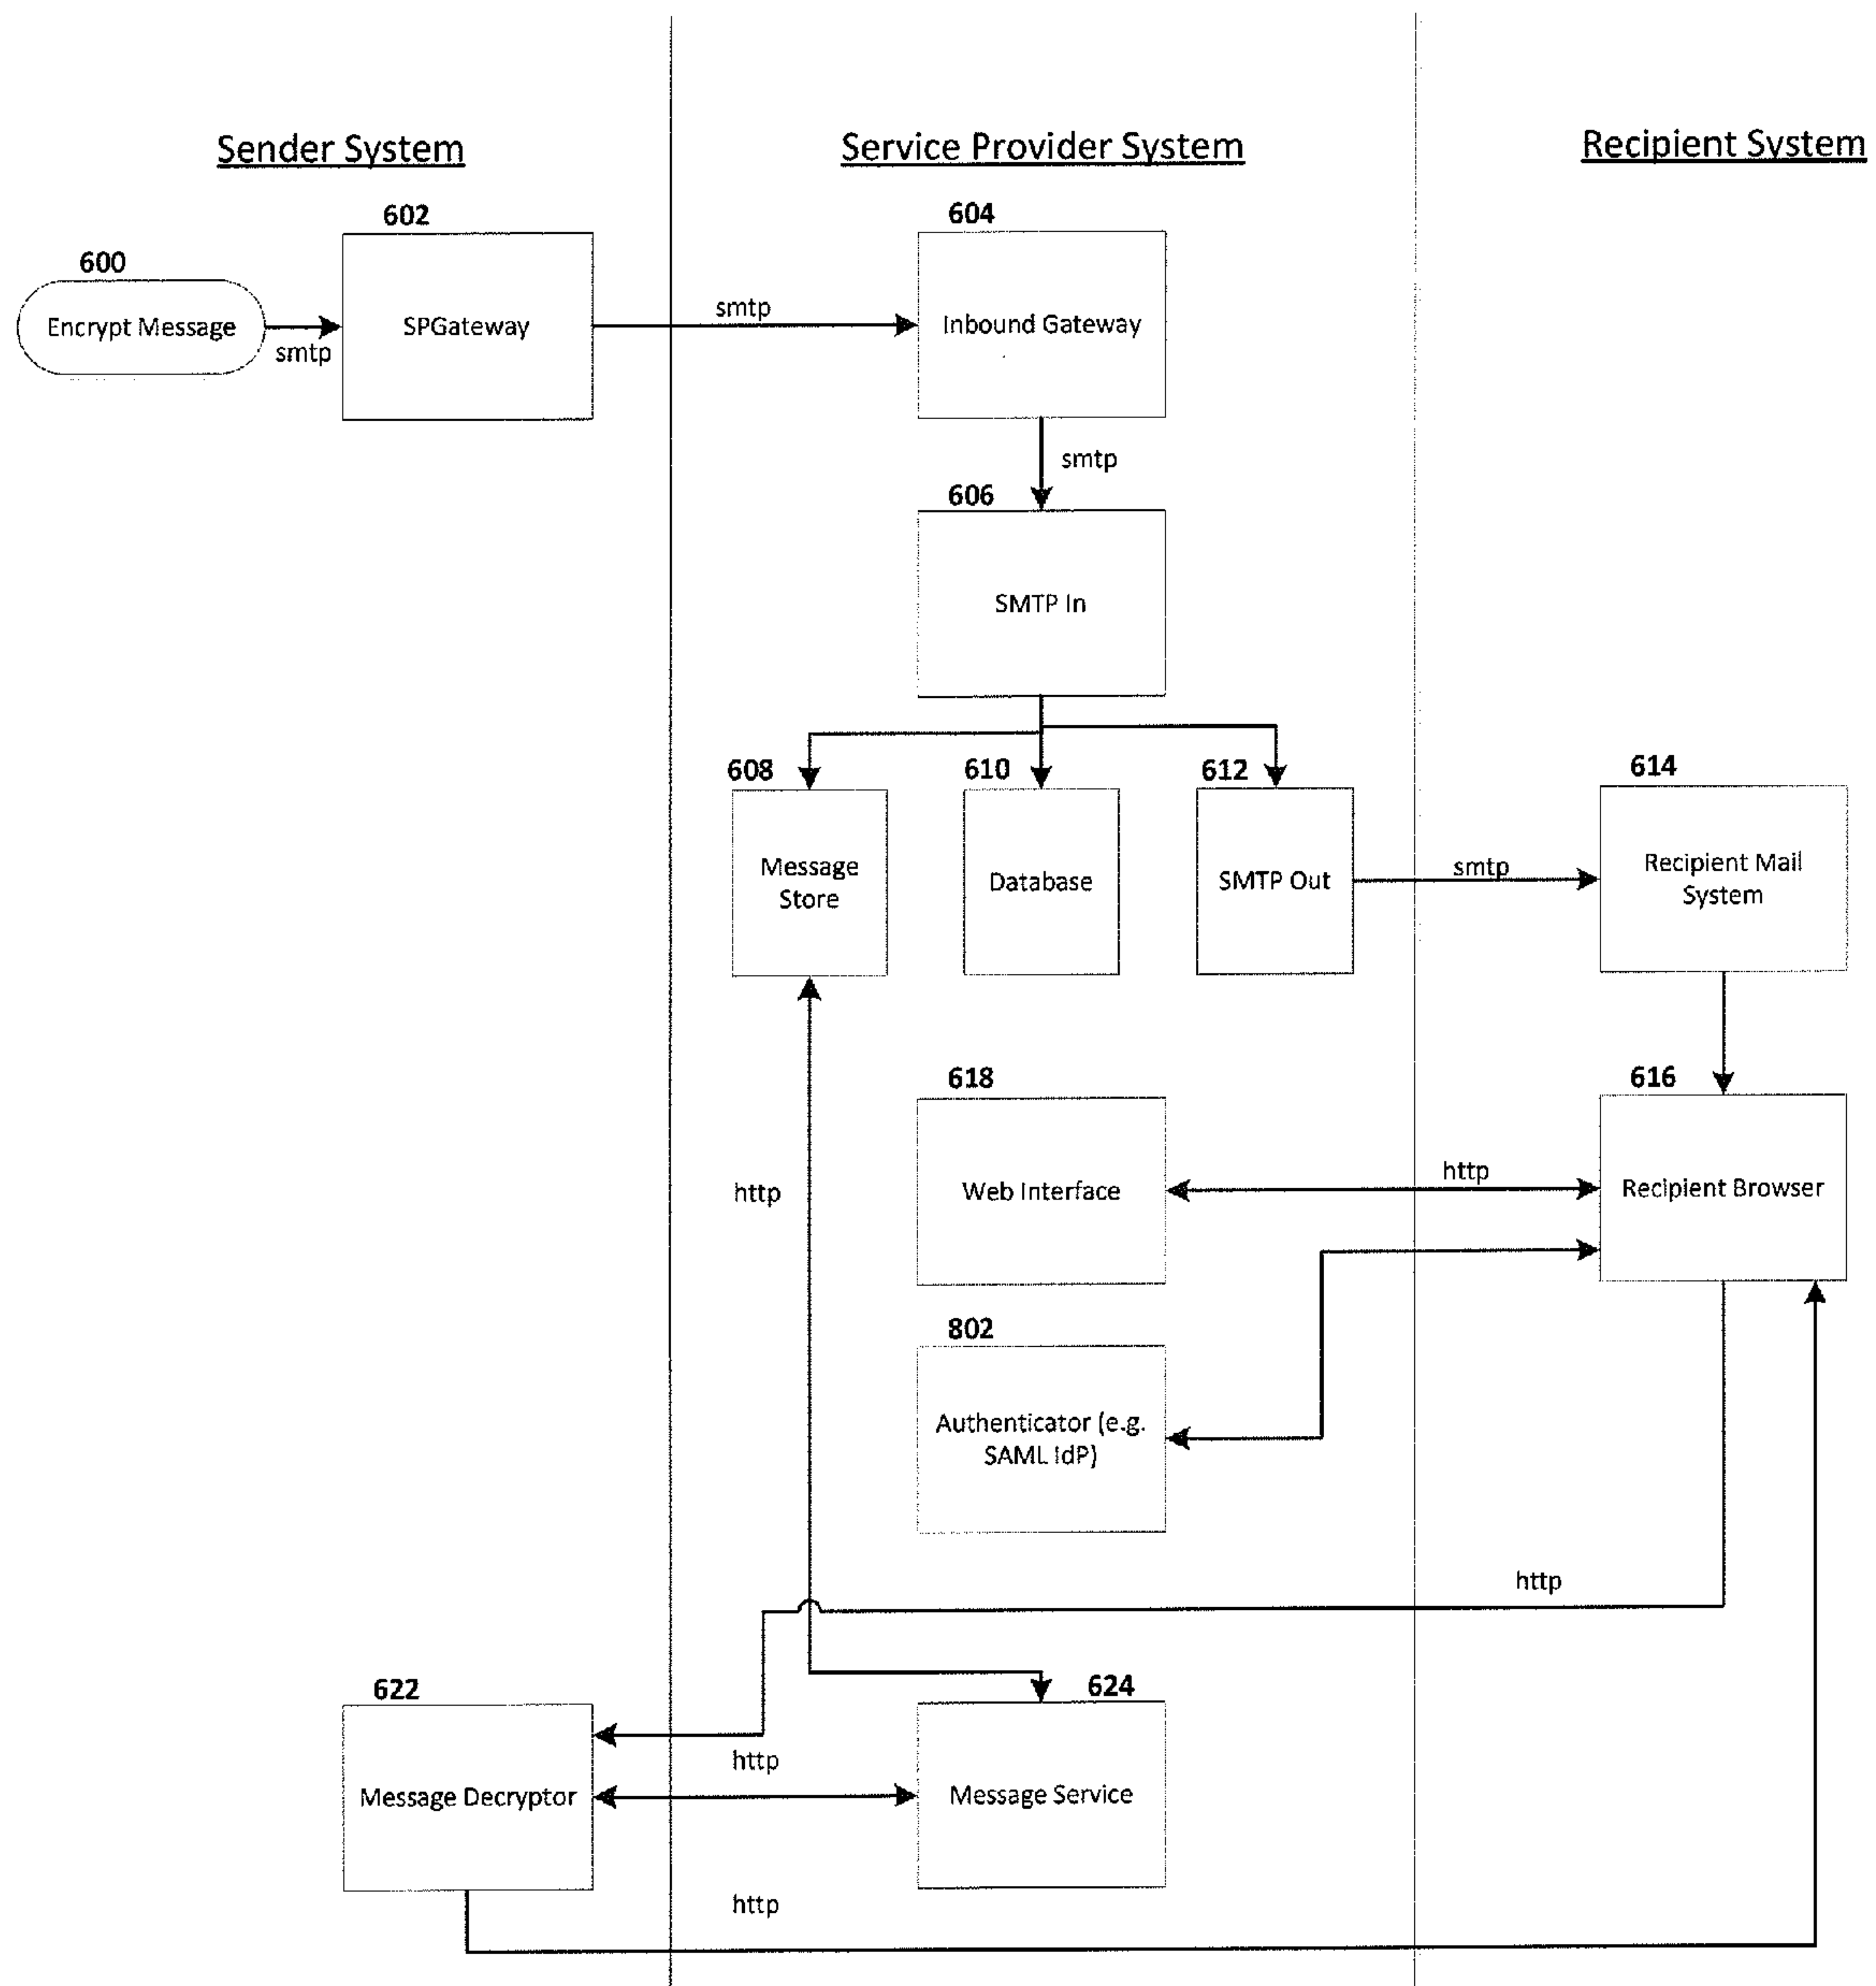 Sender System
Service Provider System
Recipient System
602
604
600
Encrypt Message
smtp
SPGateway
smtp
Inbound Gateway
smtp
606
SMTP In
608
610
612
614
Message
Store
Database
SMTP Out
smtp
Recipient Mail
System
618
616
http
Web Interface
http
Recipient Browser
802
Authenticator (e.g.
SAML IdP)
http
622
624
http
Message Decryptor
Message Service
http